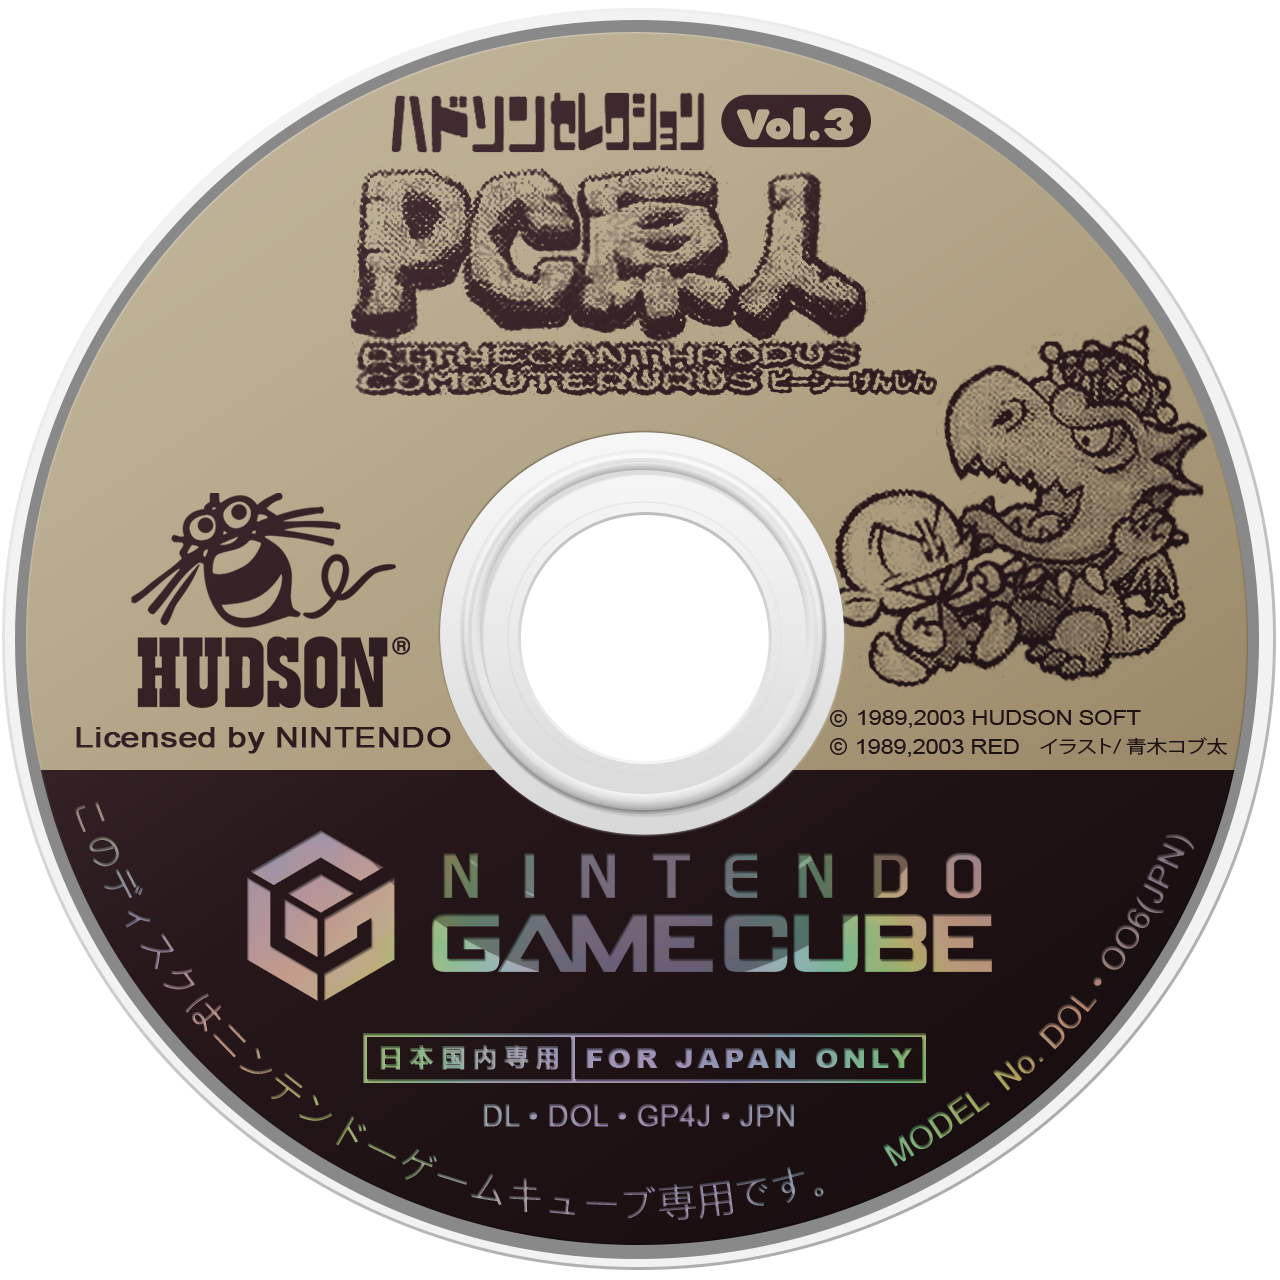 ハドソンセレクション Vol.3
PC原人
PITHECANTHROPUS
COMPUTERURUS ピーシーげんじん
HUDSON®
Licensed by NINTENDO
© 1989,2003 HUDSON SOFT
© 1989,2003 RED イラスト/青木コブ太
NINTENDO
GAMECUBE
日本国内専用 FOR JAPAN ONLY
DL・DOL・GP4J・JPN
このディスクはニンテンドーゲームキューブ専用です。
MODEL No. DOL・006(JPN)